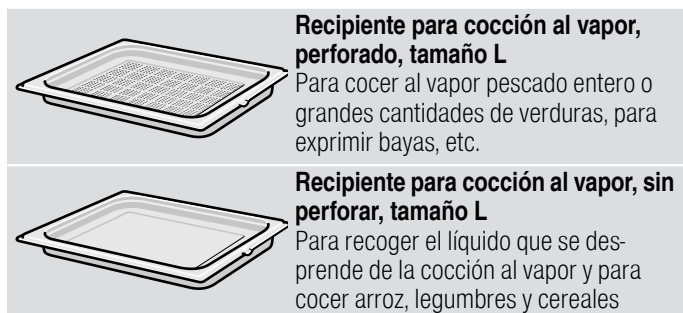 Recipiente para cocción al vapor,
perforado, tamaño L
Para cocer al vapor pescado entero o
grandes cantidades de verduras, para
exprimir bayas, etc.
Recipiente para cocción al vapor, sin
perforar, tamaño L
Para recoger el líquido que se des-
prende de la cocción al vapor y para
cocer arroz, legumbres y cereales